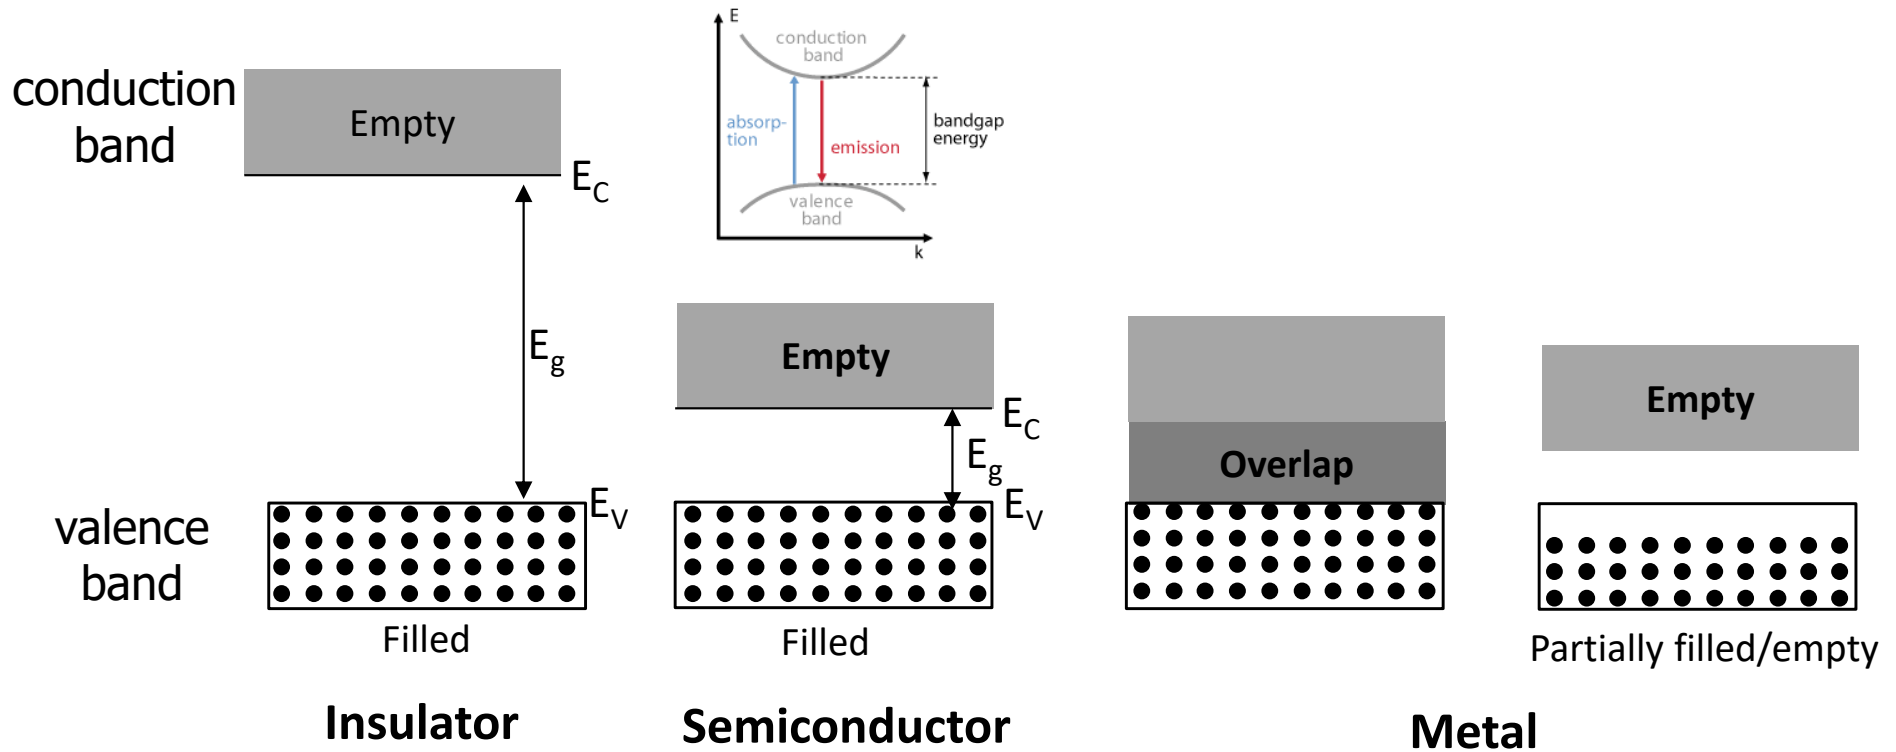 E
conduction
band
absorp-
tion
emission
bandgap
energy
valence
band
k
conduction
band
Empty
E_C
E_g
valence
band
E_V
Filled
Insulator
Empty
E_C
E_g
E_V
Filled
Semiconductor
Overlap
Empty
Partially filled/empty
Metal